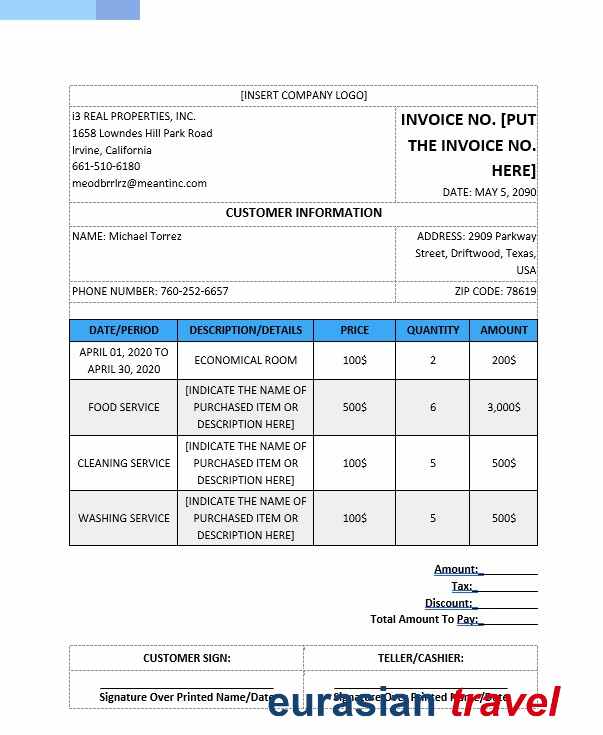 [INSERT COMPANY LOGO]
i3 REAL PROPERTIES, INC.
1658 Lowndes Hill Park Road
Irvine, California
661-510-6180
meodbrrlrz@meantinc.com
INVOICE NO. [PUT
THE INVOICE NO.
HERE]
DATE: MAY 5, 2090
CUSTOMER INFORMATION
NAME: Michael Torrez
ADDRESS: 2909 Parkway
Street, Driftwood, Texas,
USA
PHONE NUMBER: 760-252-6657
ZIP CODE: 78619
DATE/PERIOD DESCRIPTION/DETAILS PRICE QUANTITY AMOUNT
APRIL 01, 2020 TO
APRIL 30, 2020
ECONOMICAL ROOM 100$ 2 200$
FOOD SERVICE
[INDICATE THE NAME OF
PURCHASED ITEM OR
DESCRIPTION HERE]
500$ 6 3,000$
CLEANING SERVICE
[INDICATE THE NAME OF
PURCHASED ITEM OR
DESCRIPTION HERE]
100$ 5 500$
WASHING SERVICE
[INDICATE THE NAME OF
PURCHASED ITEM OR
DESCRIPTION HERE]
100$ 5 500$
Amount:_
Tax:_
Discount:_
Total Amount To Pay:_
CUSTOMER SIGN: TELLER/CASHIER:
Signature Over Printed Name/Date Signature Over Printed Name/Date
eurasian travel